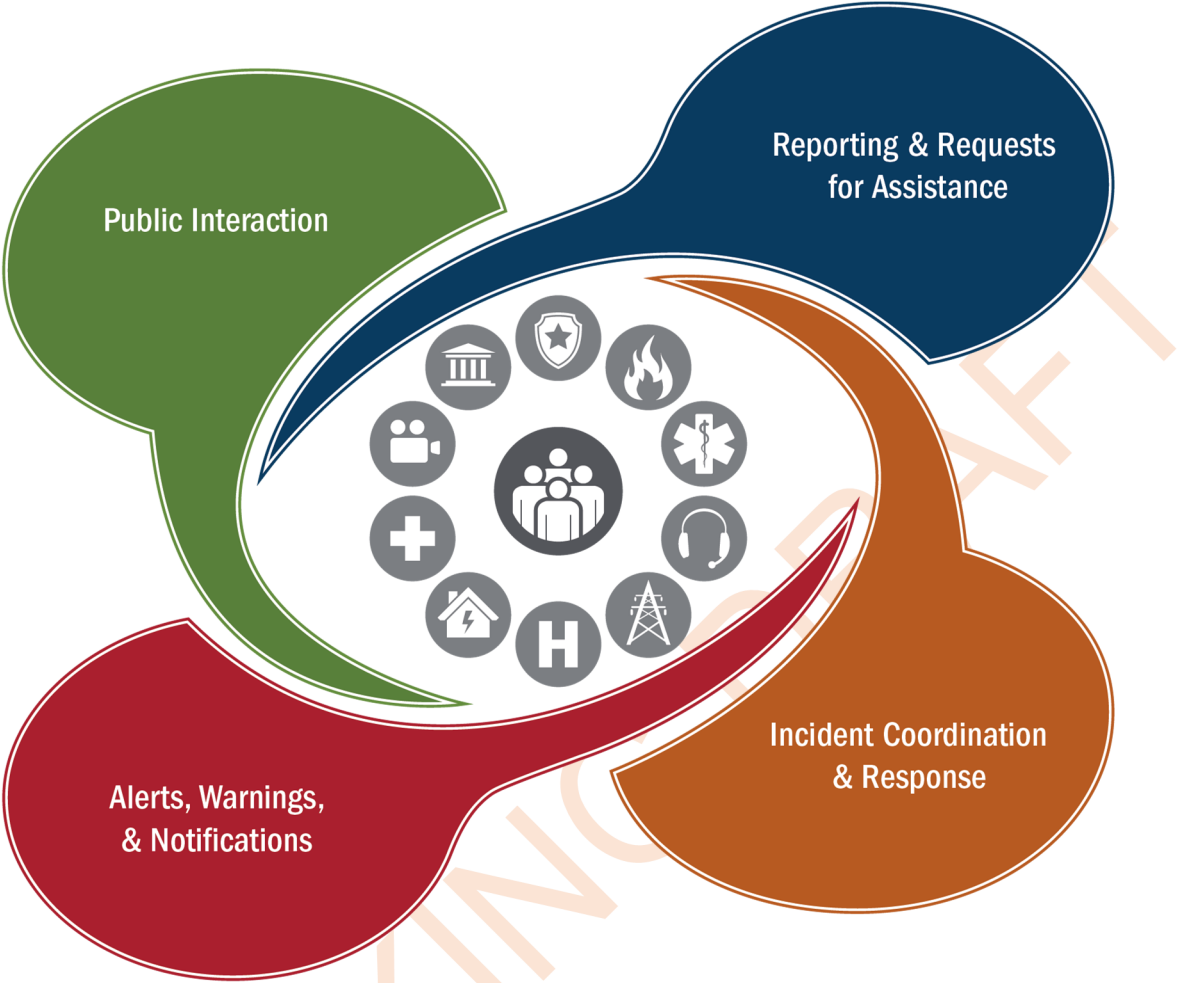 Reporting & Requests
for Assistance
Public Interaction
Incident Coordination
& Response
Alerts, Warnings,
& Notifications
H